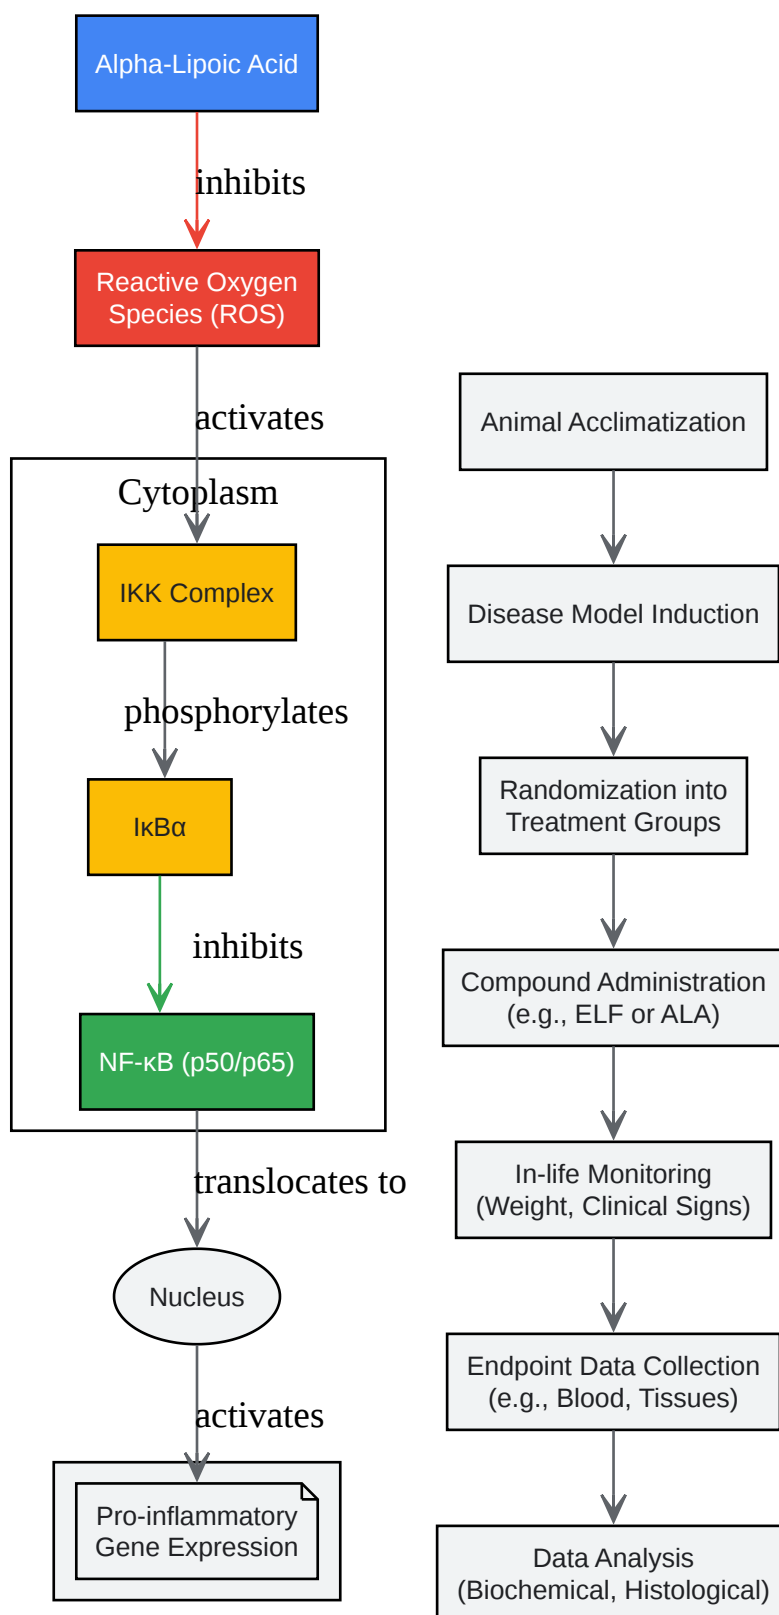 Alpha-Lipoic Acid
inhibits
Reactive Oxygen
Species (ROS)
activates
Cytoplasm
IKK Complex
phosphorylates
IκBα
inhibits
NF-κB (p50/p65)
translocates to
Nucleus
activates
Pro-inflammatory
Gene Expression
Animal Acclimatization
Disease Model Induction
Randomization into
Treatment Groups
Compound Administration
(e.g., ELF or ALA)
In-life Monitoring
(Weight, Clinical Signs)
Endpoint Data Collection
(e.g., Blood, Tissues)
Data Analysis
(Biochemical, Histological)